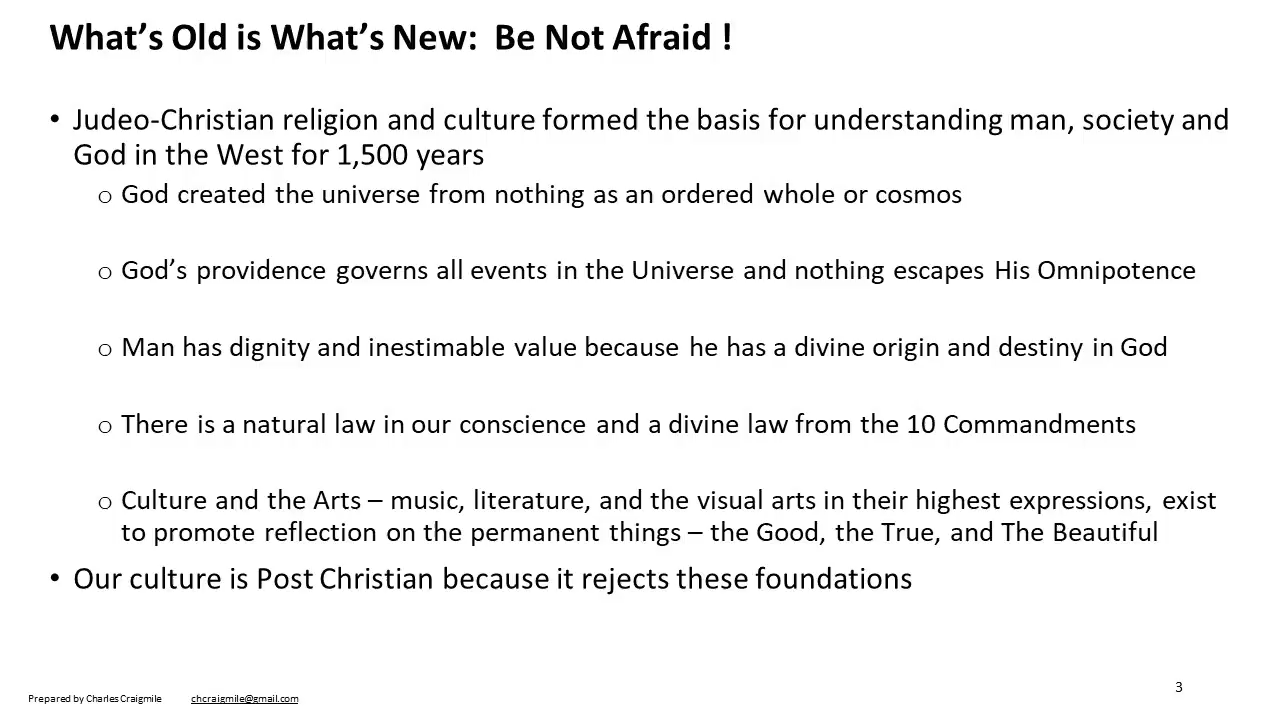 What’s Old is What’s New:  Be Not Afraid !
• Judeo-Christian religion and culture formed the basis for understanding man, society and
God in the West for 1,500 years
o God created the universe from nothing as an ordered whole or cosmos
o God’s providence governs all events in the Universe and nothing escapes His Omnipotence
o Man has dignity and inestimable value because he has a divine origin and destiny in God
o There is a natural law in our conscience and a divine law from the 10 Commandments
o Culture and the Arts – music, literature, and the visual arts in their highest expressions, exist
to promote reflection on the permanent things – the Good, the True, and The Beautiful
• Our culture is Post Christian because it rejects these foundations
Prepared by Charles Craigmile chcraigmile@gmail.com
3